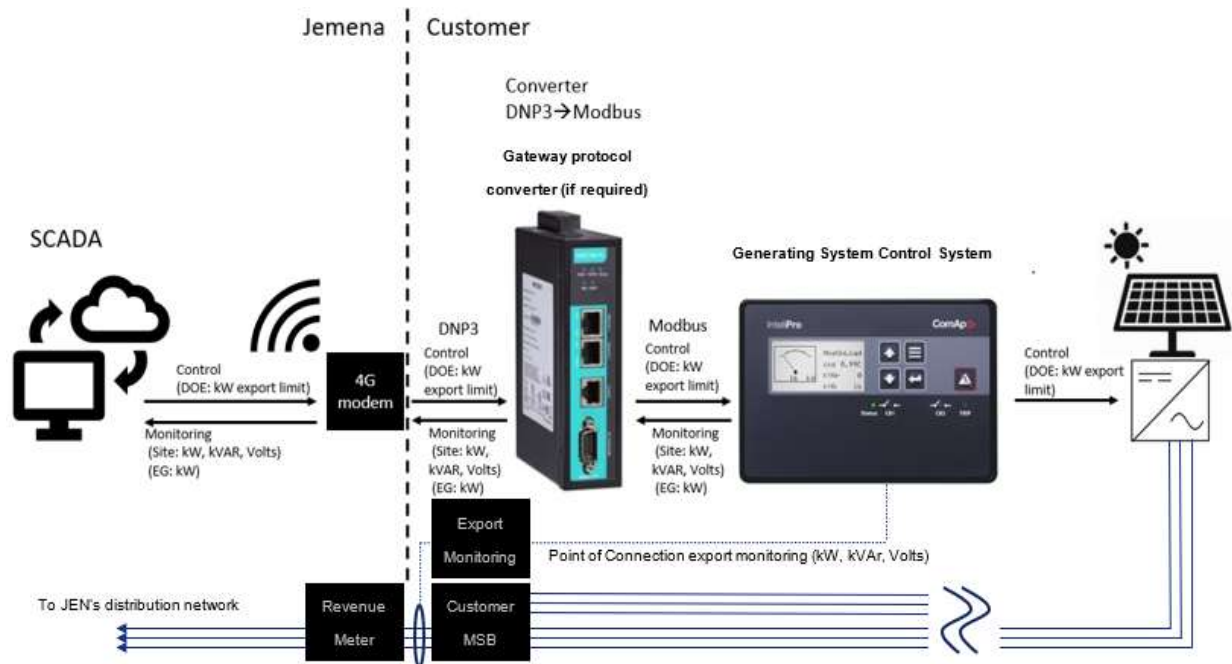 Jemena
Customer
Converter
DNP3→Modbus
Gateway protocol
converter (if required)
SCADA
Generating System Control System
InteliPro
ComAp
DNP3
Modbus
Control
(DOE: kW export limit)
4G
modem
Control
(DOE: kW
export limit)
Control
(DOE: kW
export limit)
Control
(DOE: kW export
limit)
Monitoring
(Site: kW, kVAR, Volts)
(EG: kW)
Monitoring
(Site: kW,
kVAR, Volts)
(EG: kW)
Monitoring
(Site: kW,
kVAR, Volts)
(EG: kW)
Status
Export
Monitoring
Point of Connection export monitoring (kW, kVAr, Volts)
To JEN's distribution network
Revenue
Meter
Customer
MSB